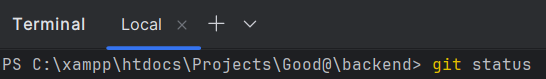 Terminal Local
PS C:\xampp\htdocs\Projects\Good@\backend> git status